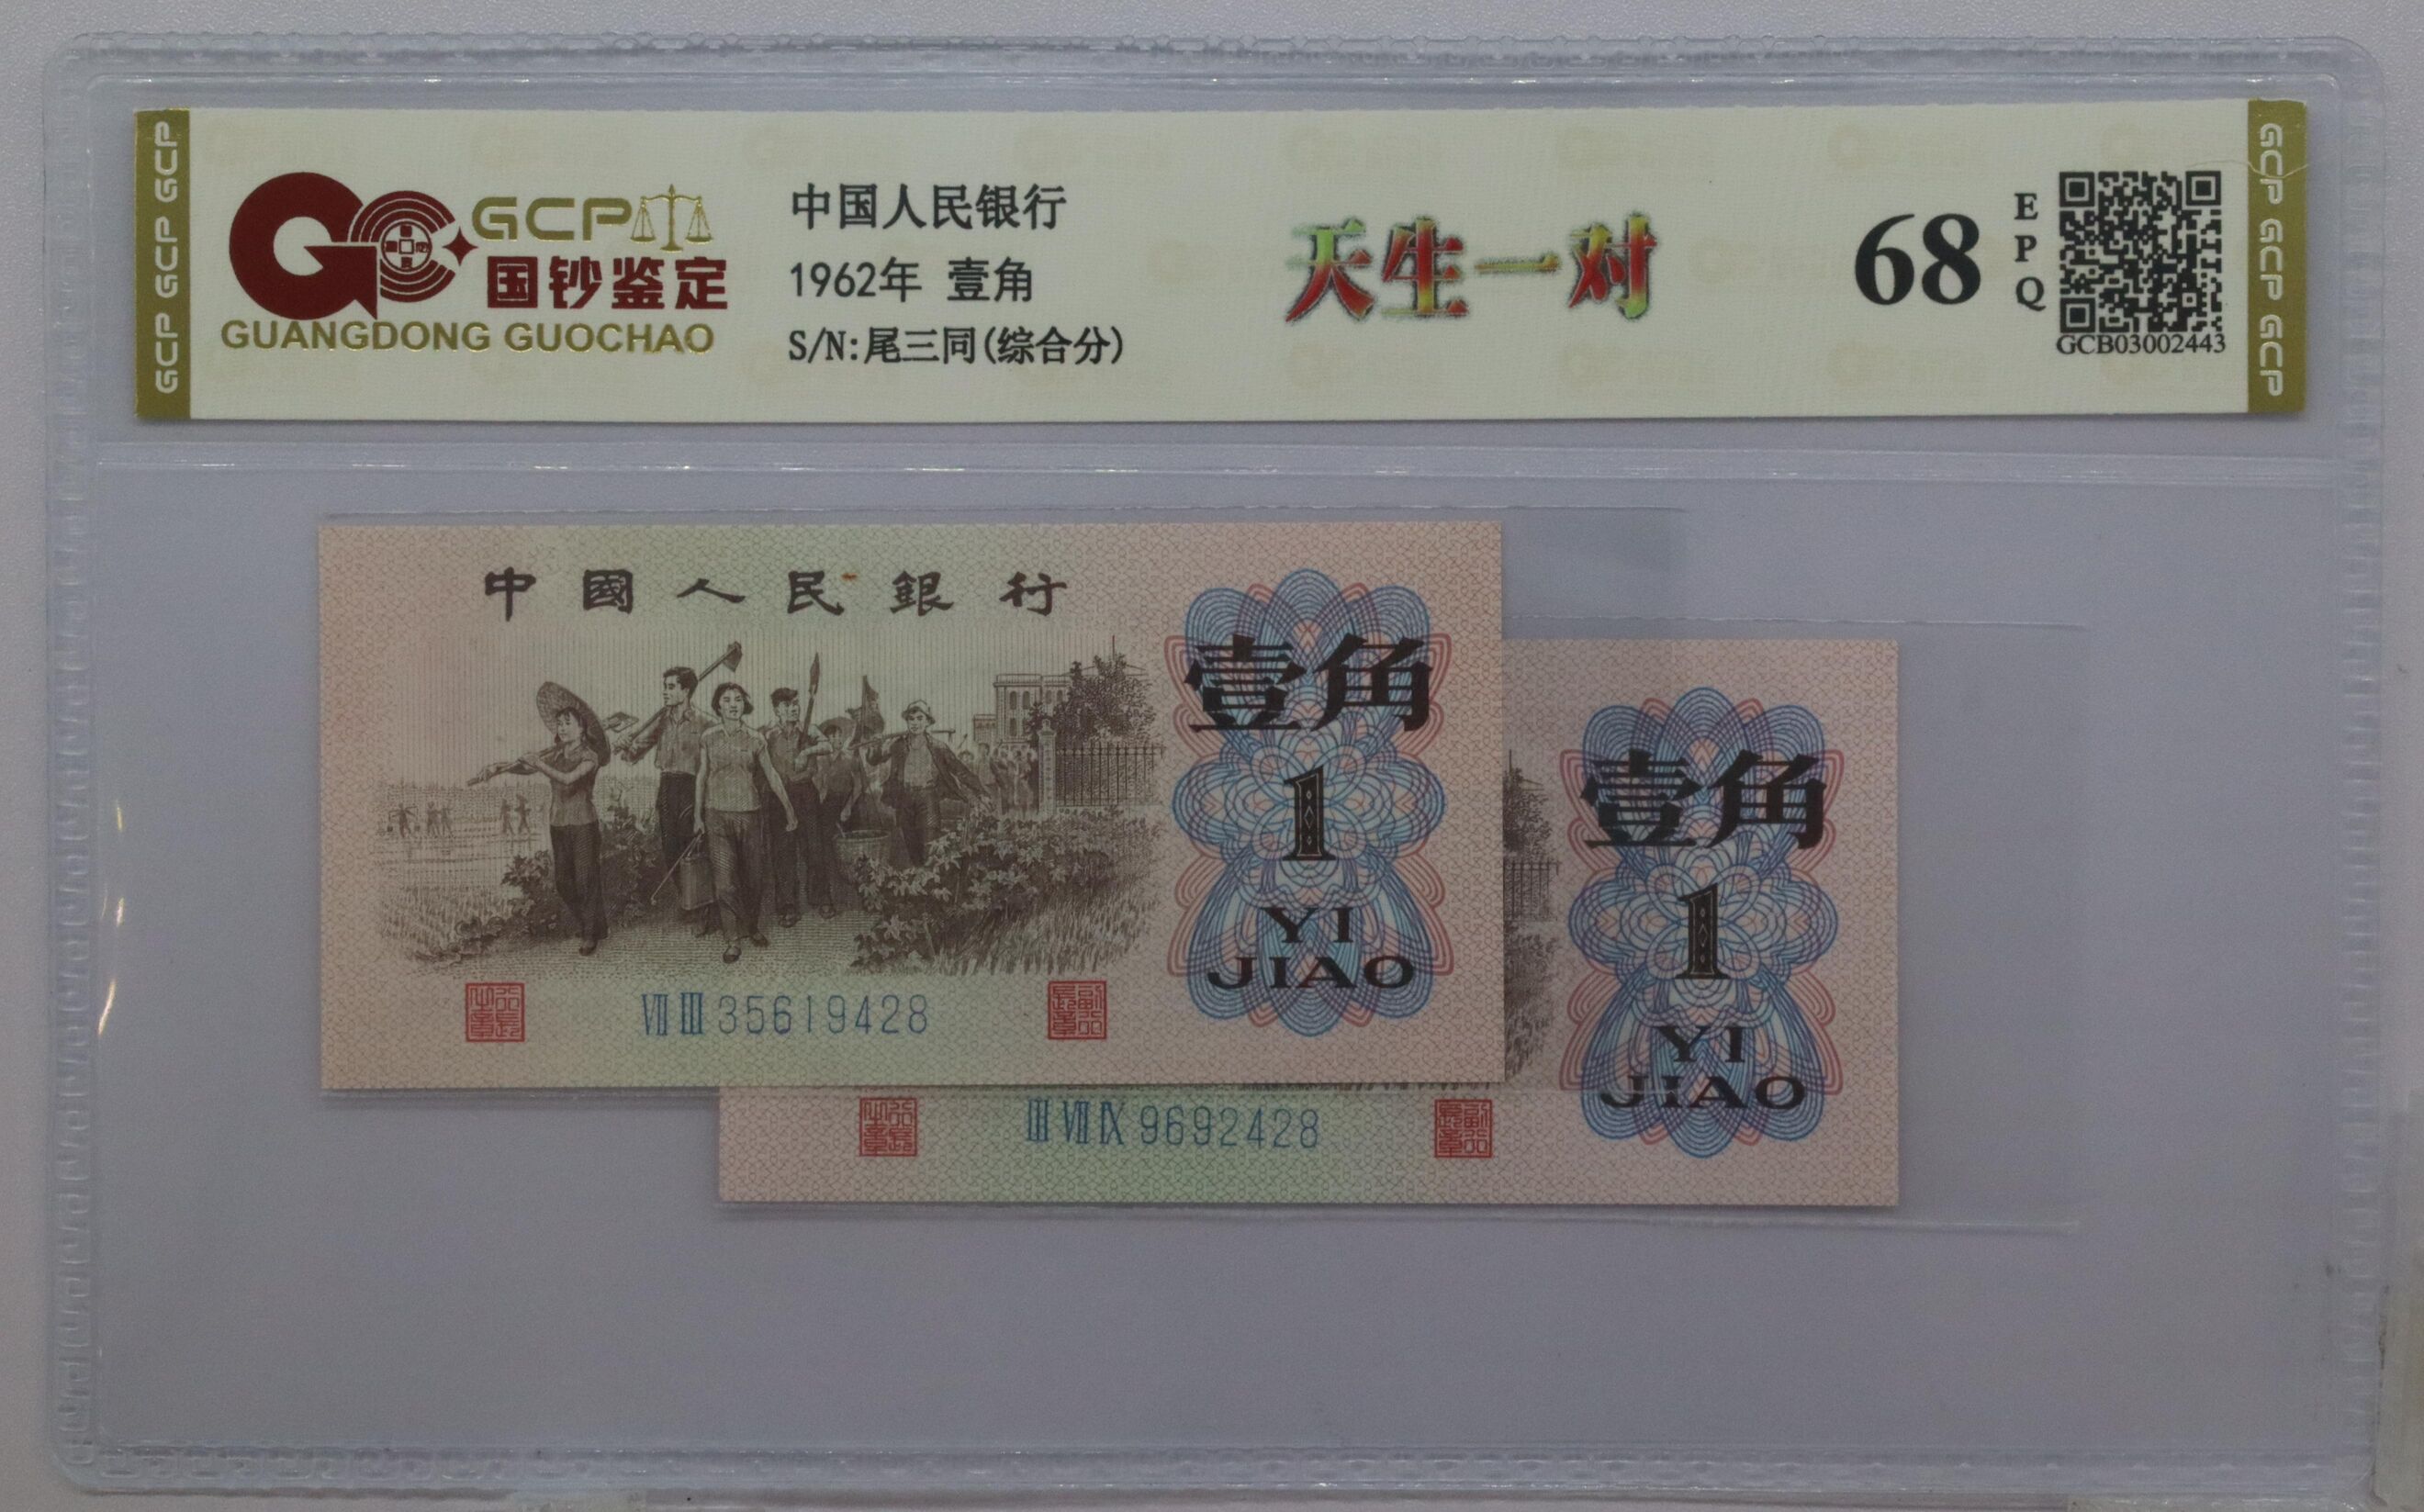 GCP GCP GCP
GCP
国钞鉴定
GUANGDONG GUOCHAO
中国人民银行
1962年 壹角
S/N:尾三同(综合分)
天生一对
68
EPQ
GCB03002443
GCP GCP GCP
中國人民銀行
壹角
1
YI
JIAO
VII III 35619428
壹角
1
YI
JIAO
III VII IX 9692428